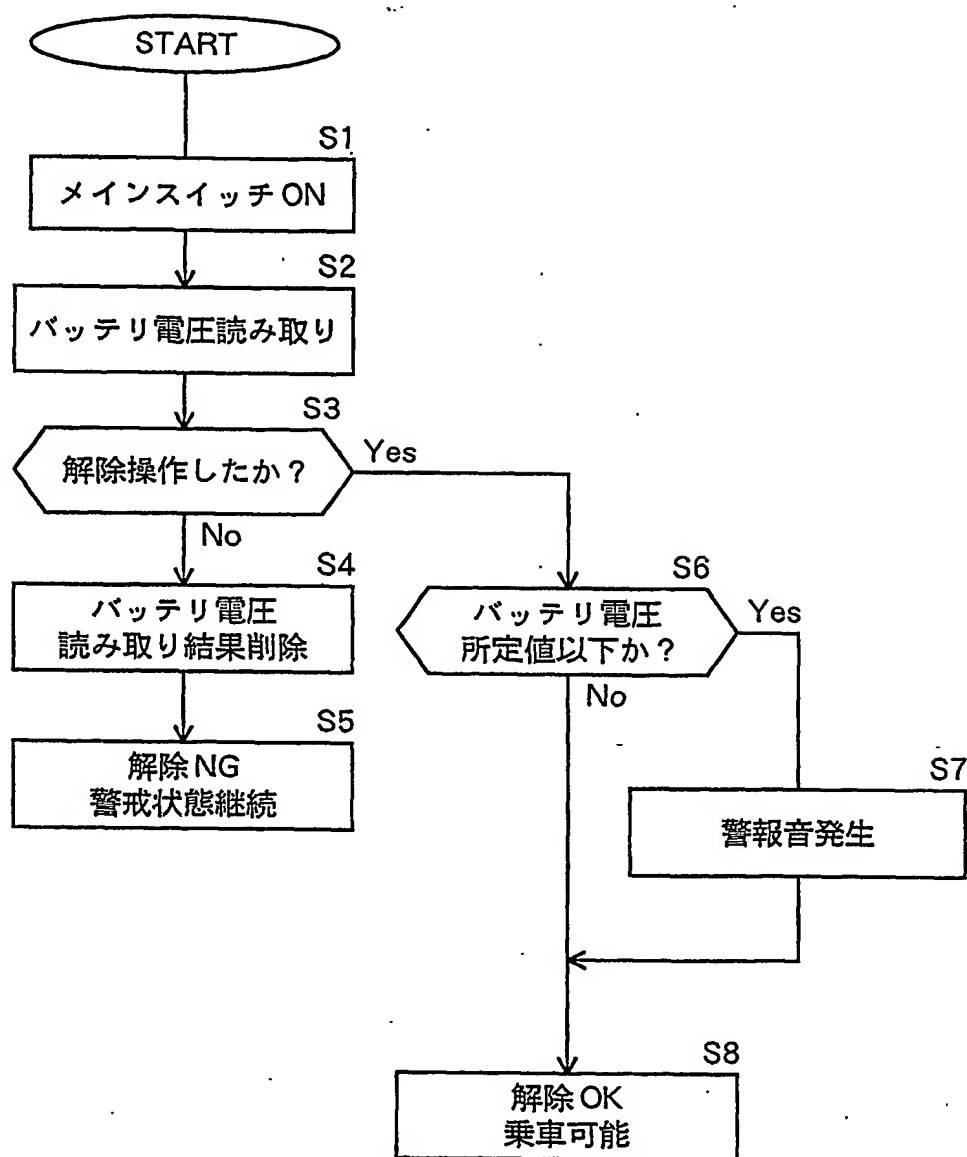 START
S1
メインスイッチON
S2
バッテリ電圧読み取り
S3
解除操作したか？
Yes
No
S4
バッテリ電圧
読み取り結果削除
S5
解除NG
警戒状態継続
S6
バッテリ電圧
所定値以下か？
Yes
No
S7
警報音発生
S8
解除OK
乗車可能